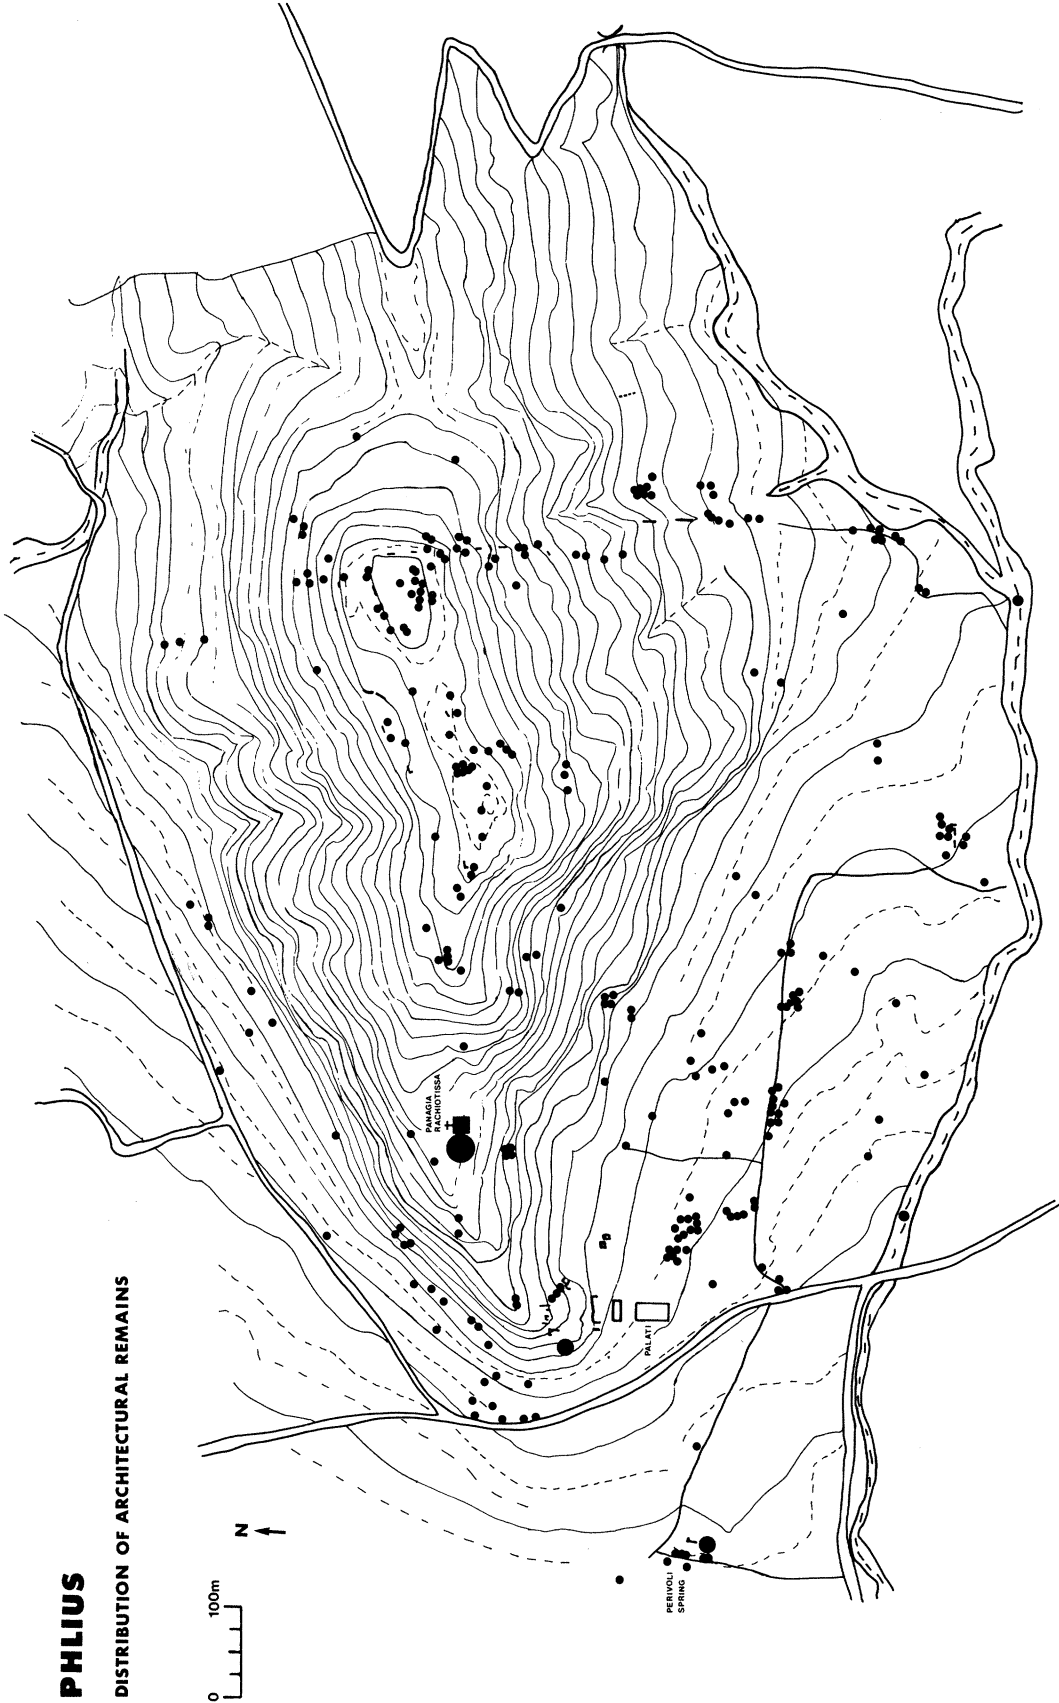 PHLIUS
DISTRIBUTION OF ARCHITECTURAL REMAINS
0 100m
N
PERIVOLI
SPRING
PALATI
PANAGIA
RACHIOTISSA